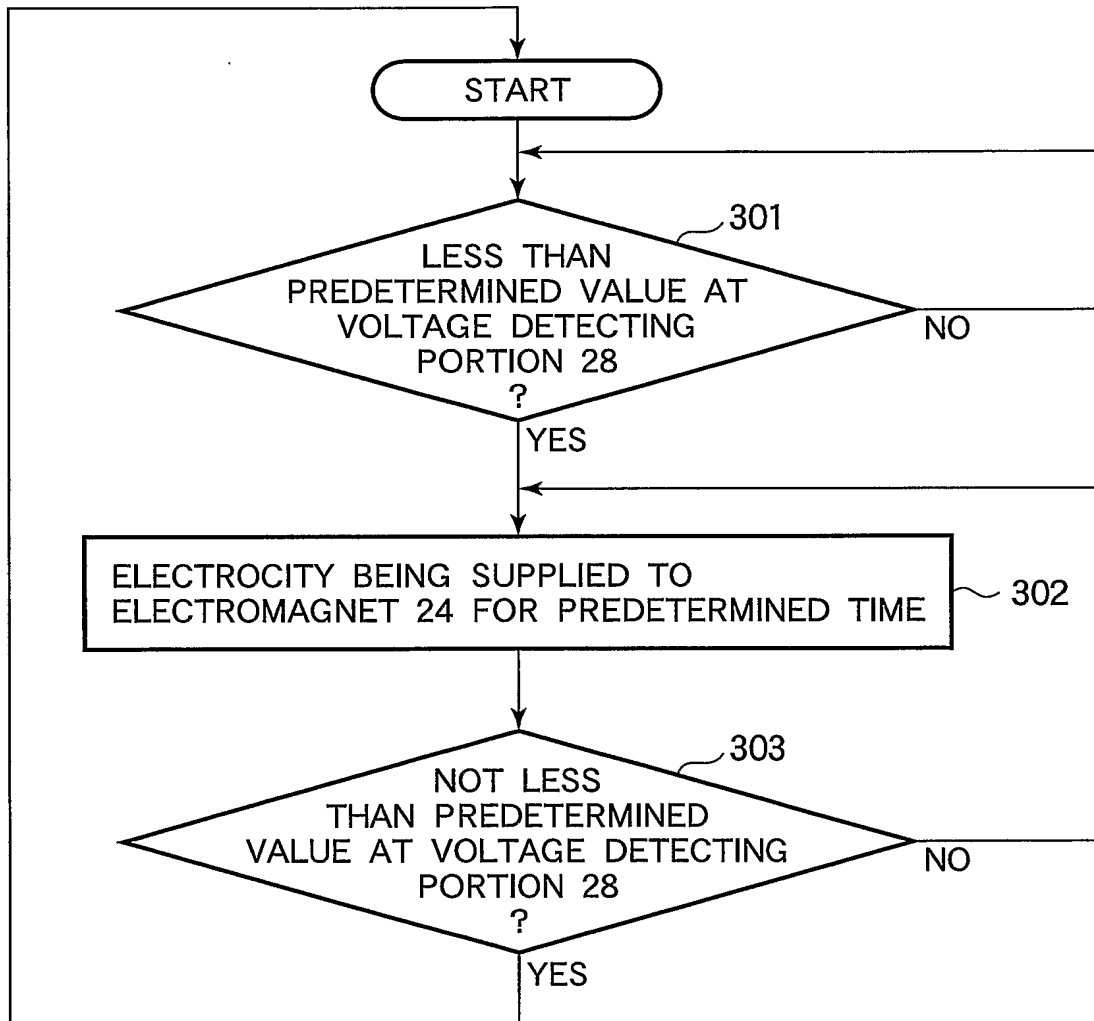 START
301
LESS THAN
PREDETERMINED VALUE AT
VOLTAGE DETECTING
PORTION 28
?
NO
YES
ELECTROCITY BEING SUPPLIED TO
ELECTROMAGNET 24 FOR PREDETERMINED TIME
302
303
NOT LESS
THAN PREDETERMINED
VALUE AT VOLTAGE DETECTING
PORTION 28
?
NO
YES